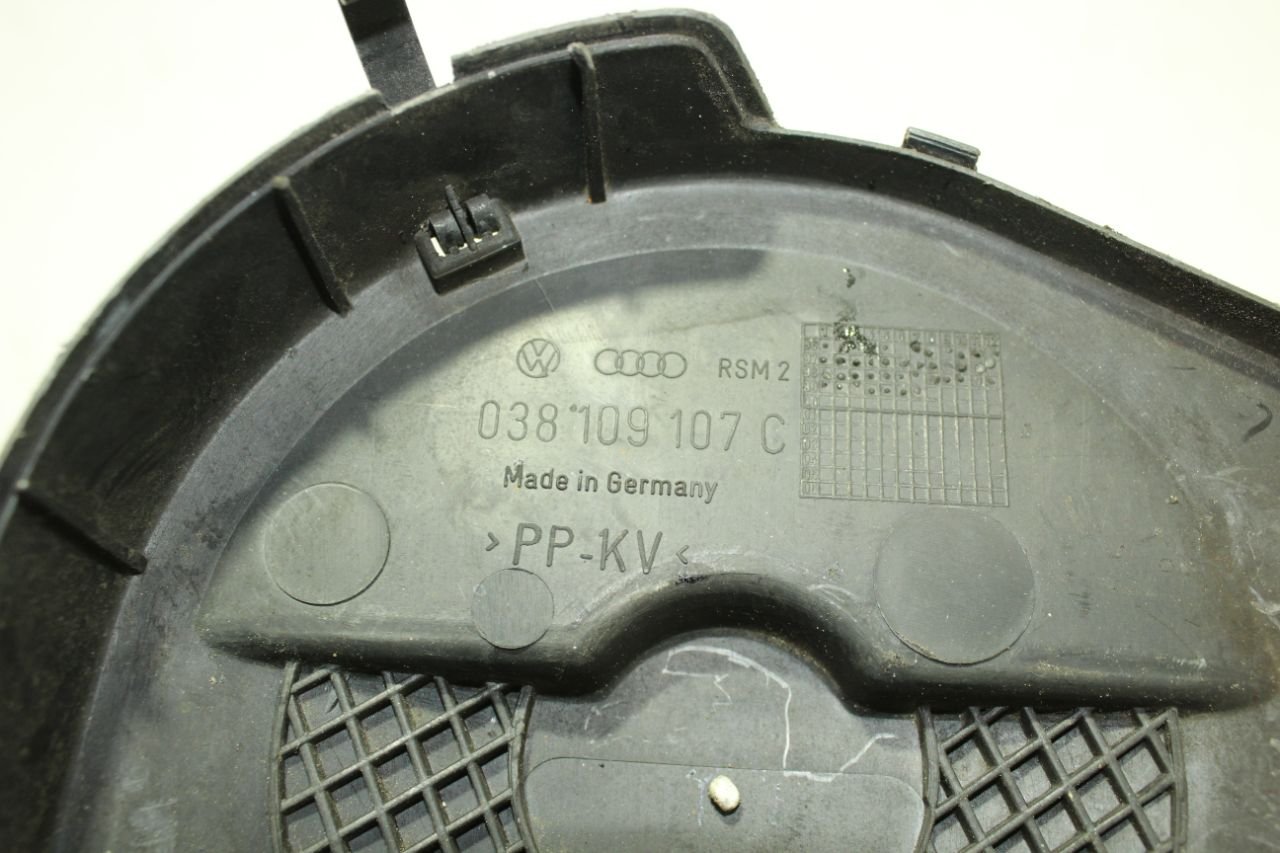 RSM 2
038 109 107 C
Made in Germany
>PP-KV<